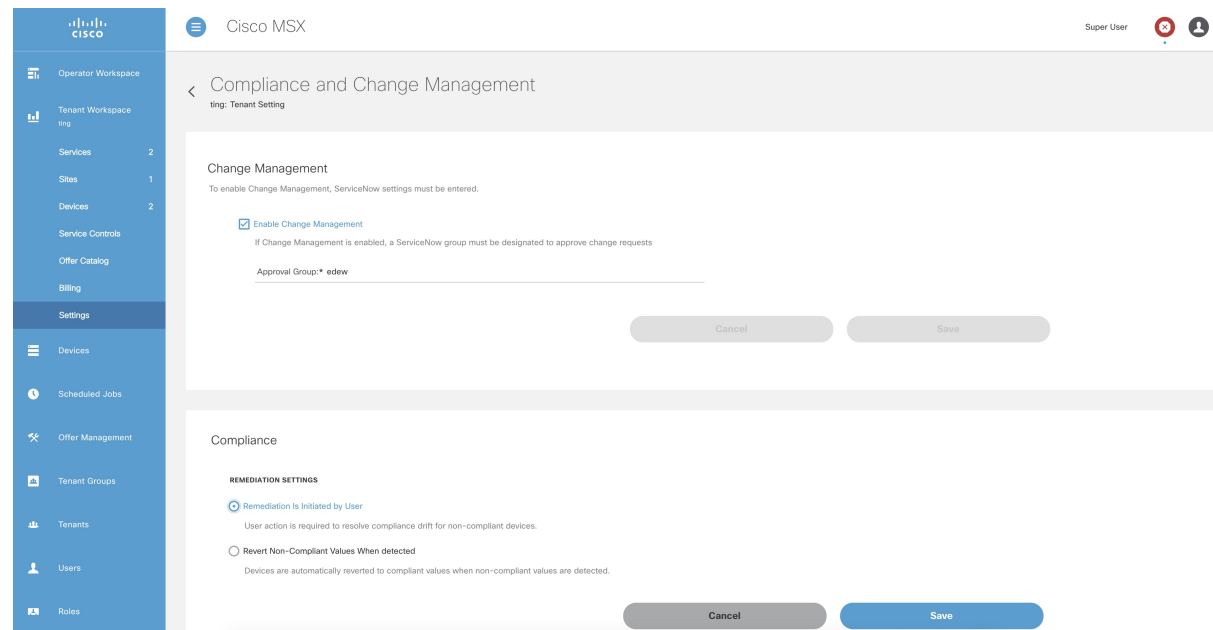 CISCO
Cisco MSX
Super User
Operator Workspace
Tenant Workspace
ting
Services 2
Sites 1
Devices 2
Service Controls
Offer Catalog
Billing
Settings
Devices
Scheduled Jobs
Offer Management
Tenant Groups
Tenants
Users
Roles
Compliance and Change Management
ting: Tenant Setting
Change Management
To enable Change Management, ServiceNow settings must be entered.
Enable Change Management
If Change Management is enabled, a ServiceNow group must be designated to approve change requests
Approval Group:* edew
Cancel Save
Compliance
REMEDIATION SETTINGS
Remediation Is Initiated by User
User action is required to resolve compliance drift for non-compliant devices.
Revert Non-Compliant Values When detected
Devices are automatically reverted to compliant values when non-compliant values are detected.
Cancel Save